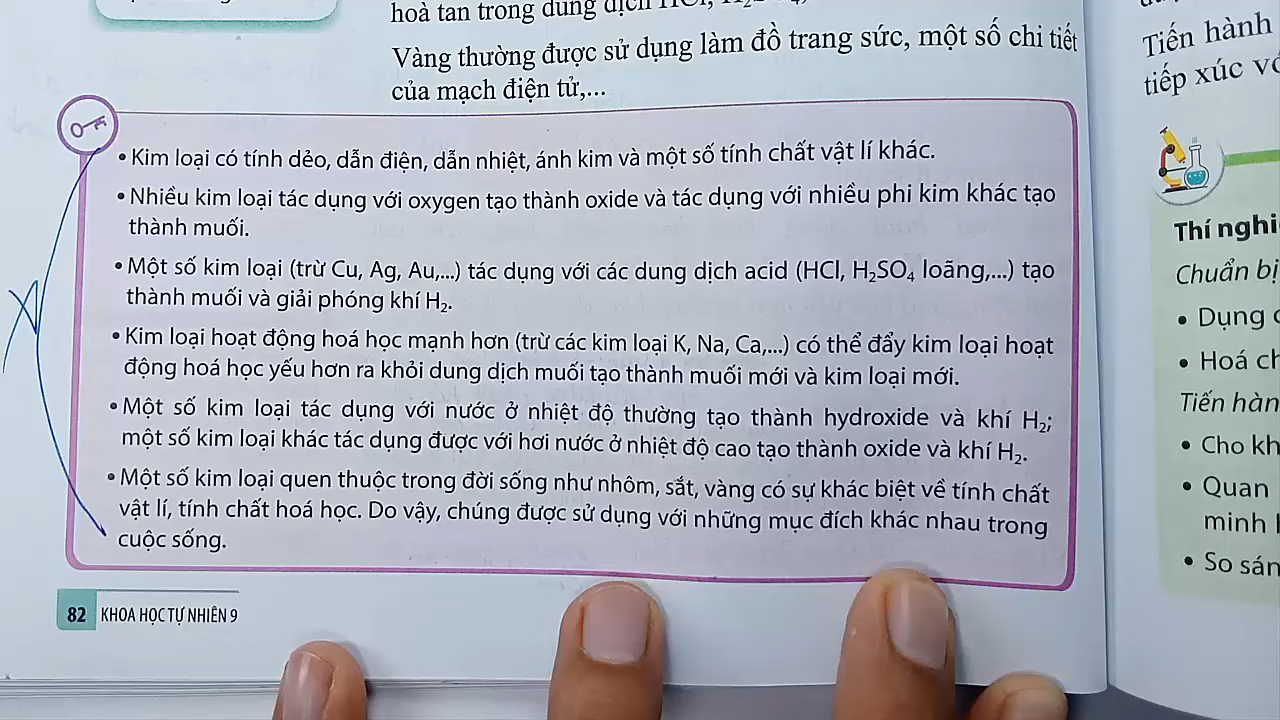 hoà tan trong dung dịch HCl, H₂SO₄,
Vàng thường được sử dụng làm đồ trang sức, một số chi tiết
của mạch điện tử,...
• Kim loại có tính dẻo, dẫn điện, dẫn nhiệt, ánh kim và một số tính chất vật lí khác.
• Nhiều kim loại tác dụng với oxygen tạo thành oxide và tác dụng với nhiều phi kim khác tạo
thành muối.
• Một số kim loại (trừ Cu, Ag, Au,...) tác dụng với các dung dịch acid (HCl, H₂SO₄ loãng,...) tạo
thành muối và giải phóng khí H₂.
• Kim loại hoạt động hoá học mạnh hơn (trừ các kim loại K, Na, Ca,...) có thể đẩy kim loại hoạt
động hoá học yếu hơn ra khỏi dung dịch muối tạo thành muối mới và kim loại mới.
• Một số kim loại tác dụng với nước ở nhiệt độ thường tạo thành hydroxide và khí H₂;
một số kim loại khác tác dụng được với hơi nước ở nhiệt độ cao tạo thành oxide và khí H₂.
• Một số kim loại quen thuộc trong đời sống như nhôm, sắt, vàng có sự khác biệt về tính chất
vật lí, tính chất hoá học. Do vậy, chúng được sử dụng với những mục đích khác nhau trong
cuộc sống.
82 KHOA HỌC TỰ NHIÊN 9
Tiến hành
tiếp xúc
Thí
Chuẩn bị
• Dụng
• Hoá
Tiến
• Cho
• Quan
minh
• So